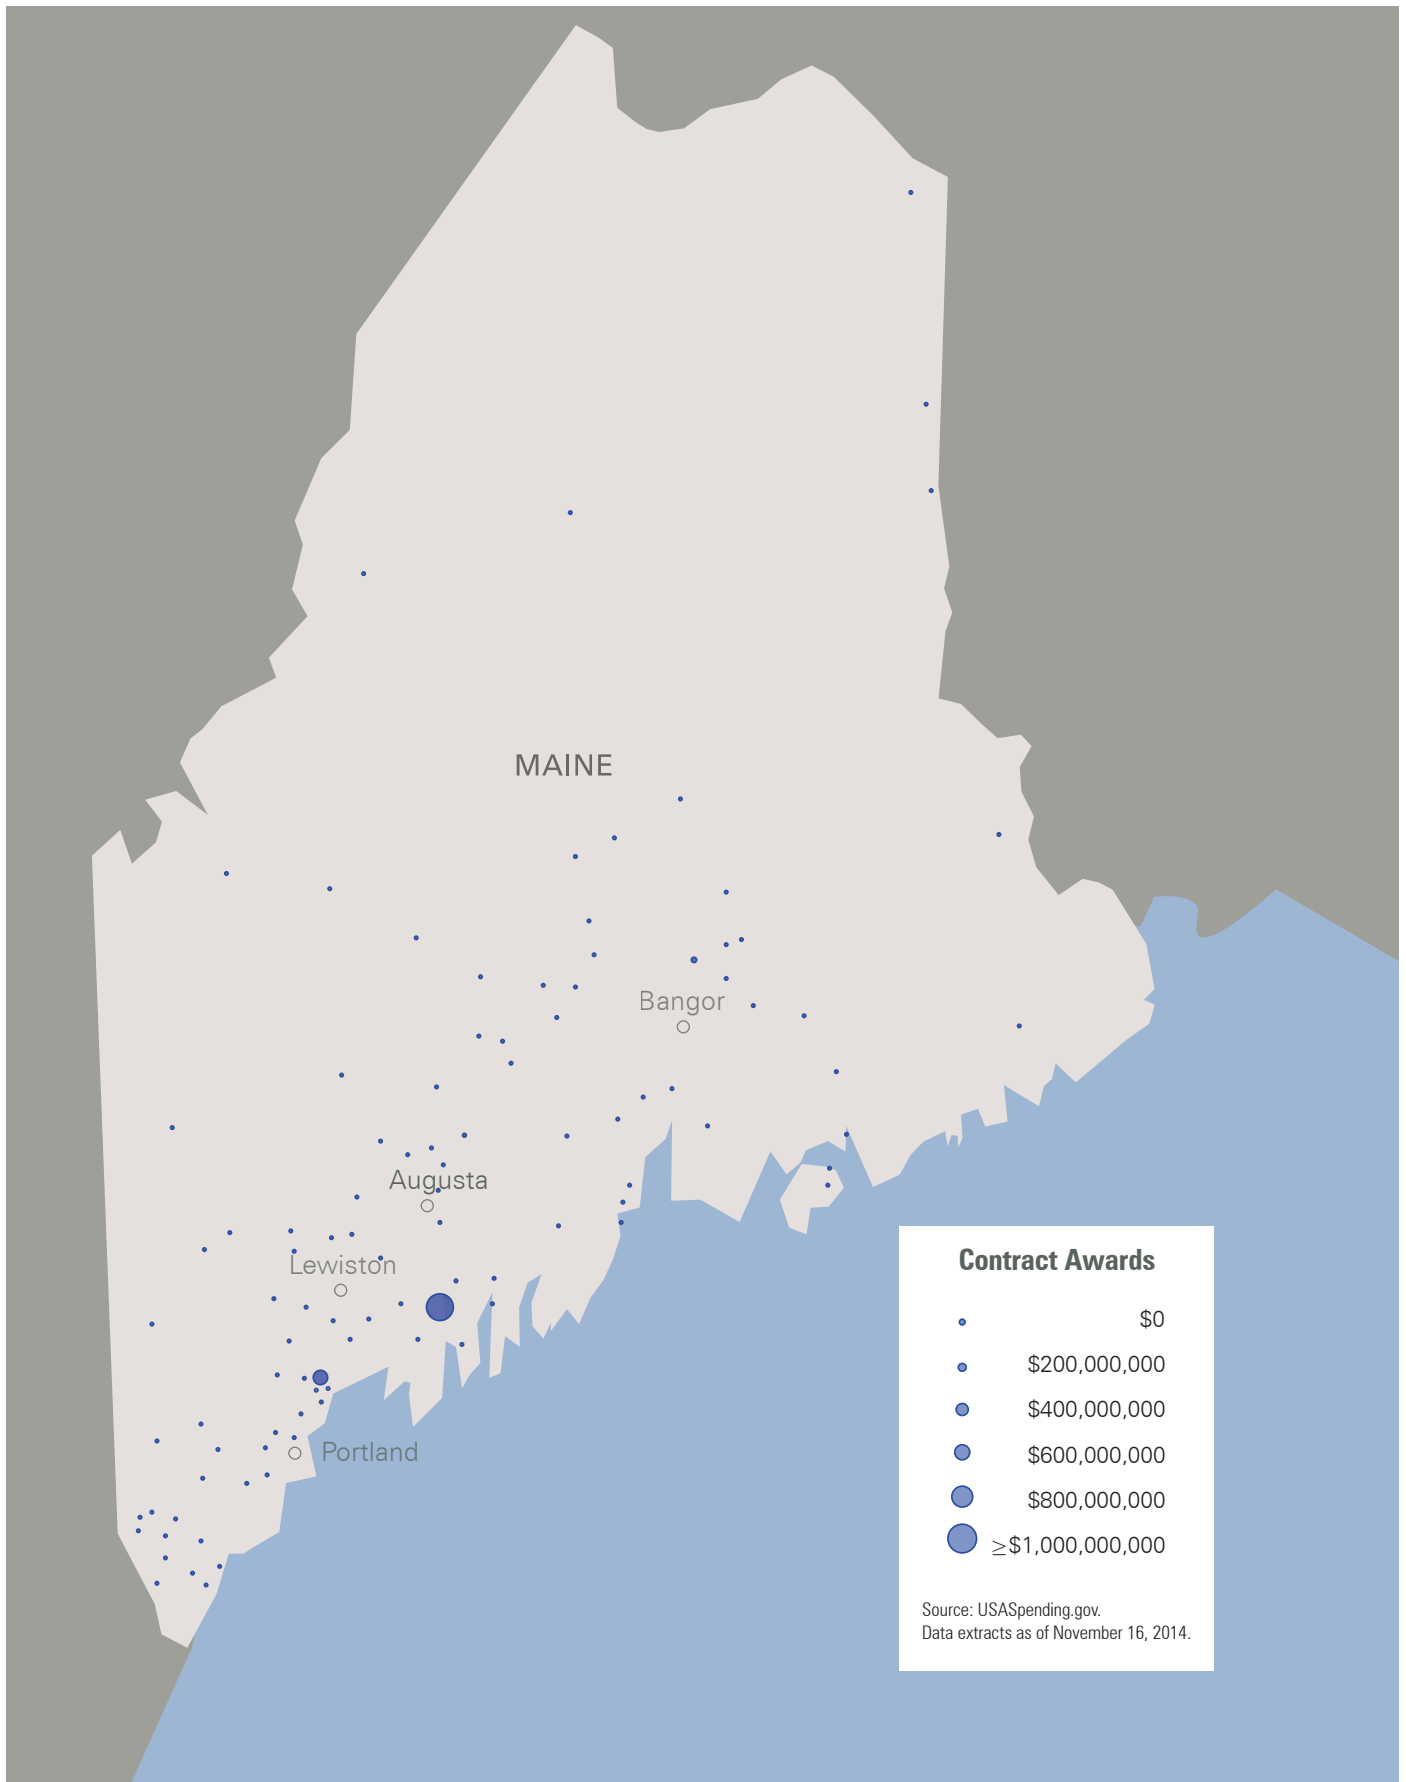 MAINE
Bangor
Augusta
Lewiston
Portland
Contract Awards
$0
$200,000,000
$400,000,000
$600,000,000
$800,000,000
≥$1,000,000,000
Source: USASpending.gov.
Data extracts as of November 16, 2014.